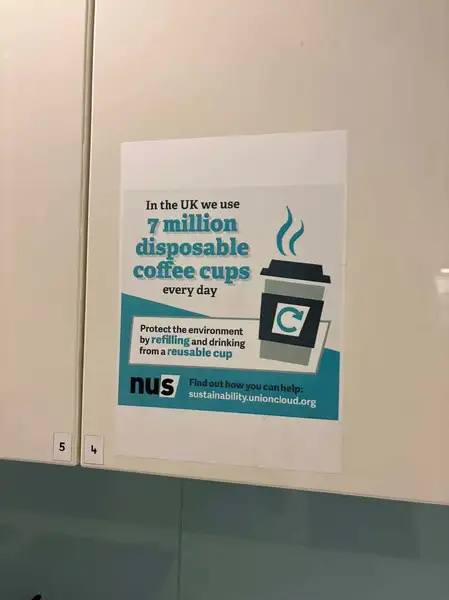 In the UK we use
7 million
disposable
coffee cups
every day
Protect the environment
by refilling and drinking
from a reusable cup
nus
Find out how you can help:
sustainability.unioncloud.org
5
4